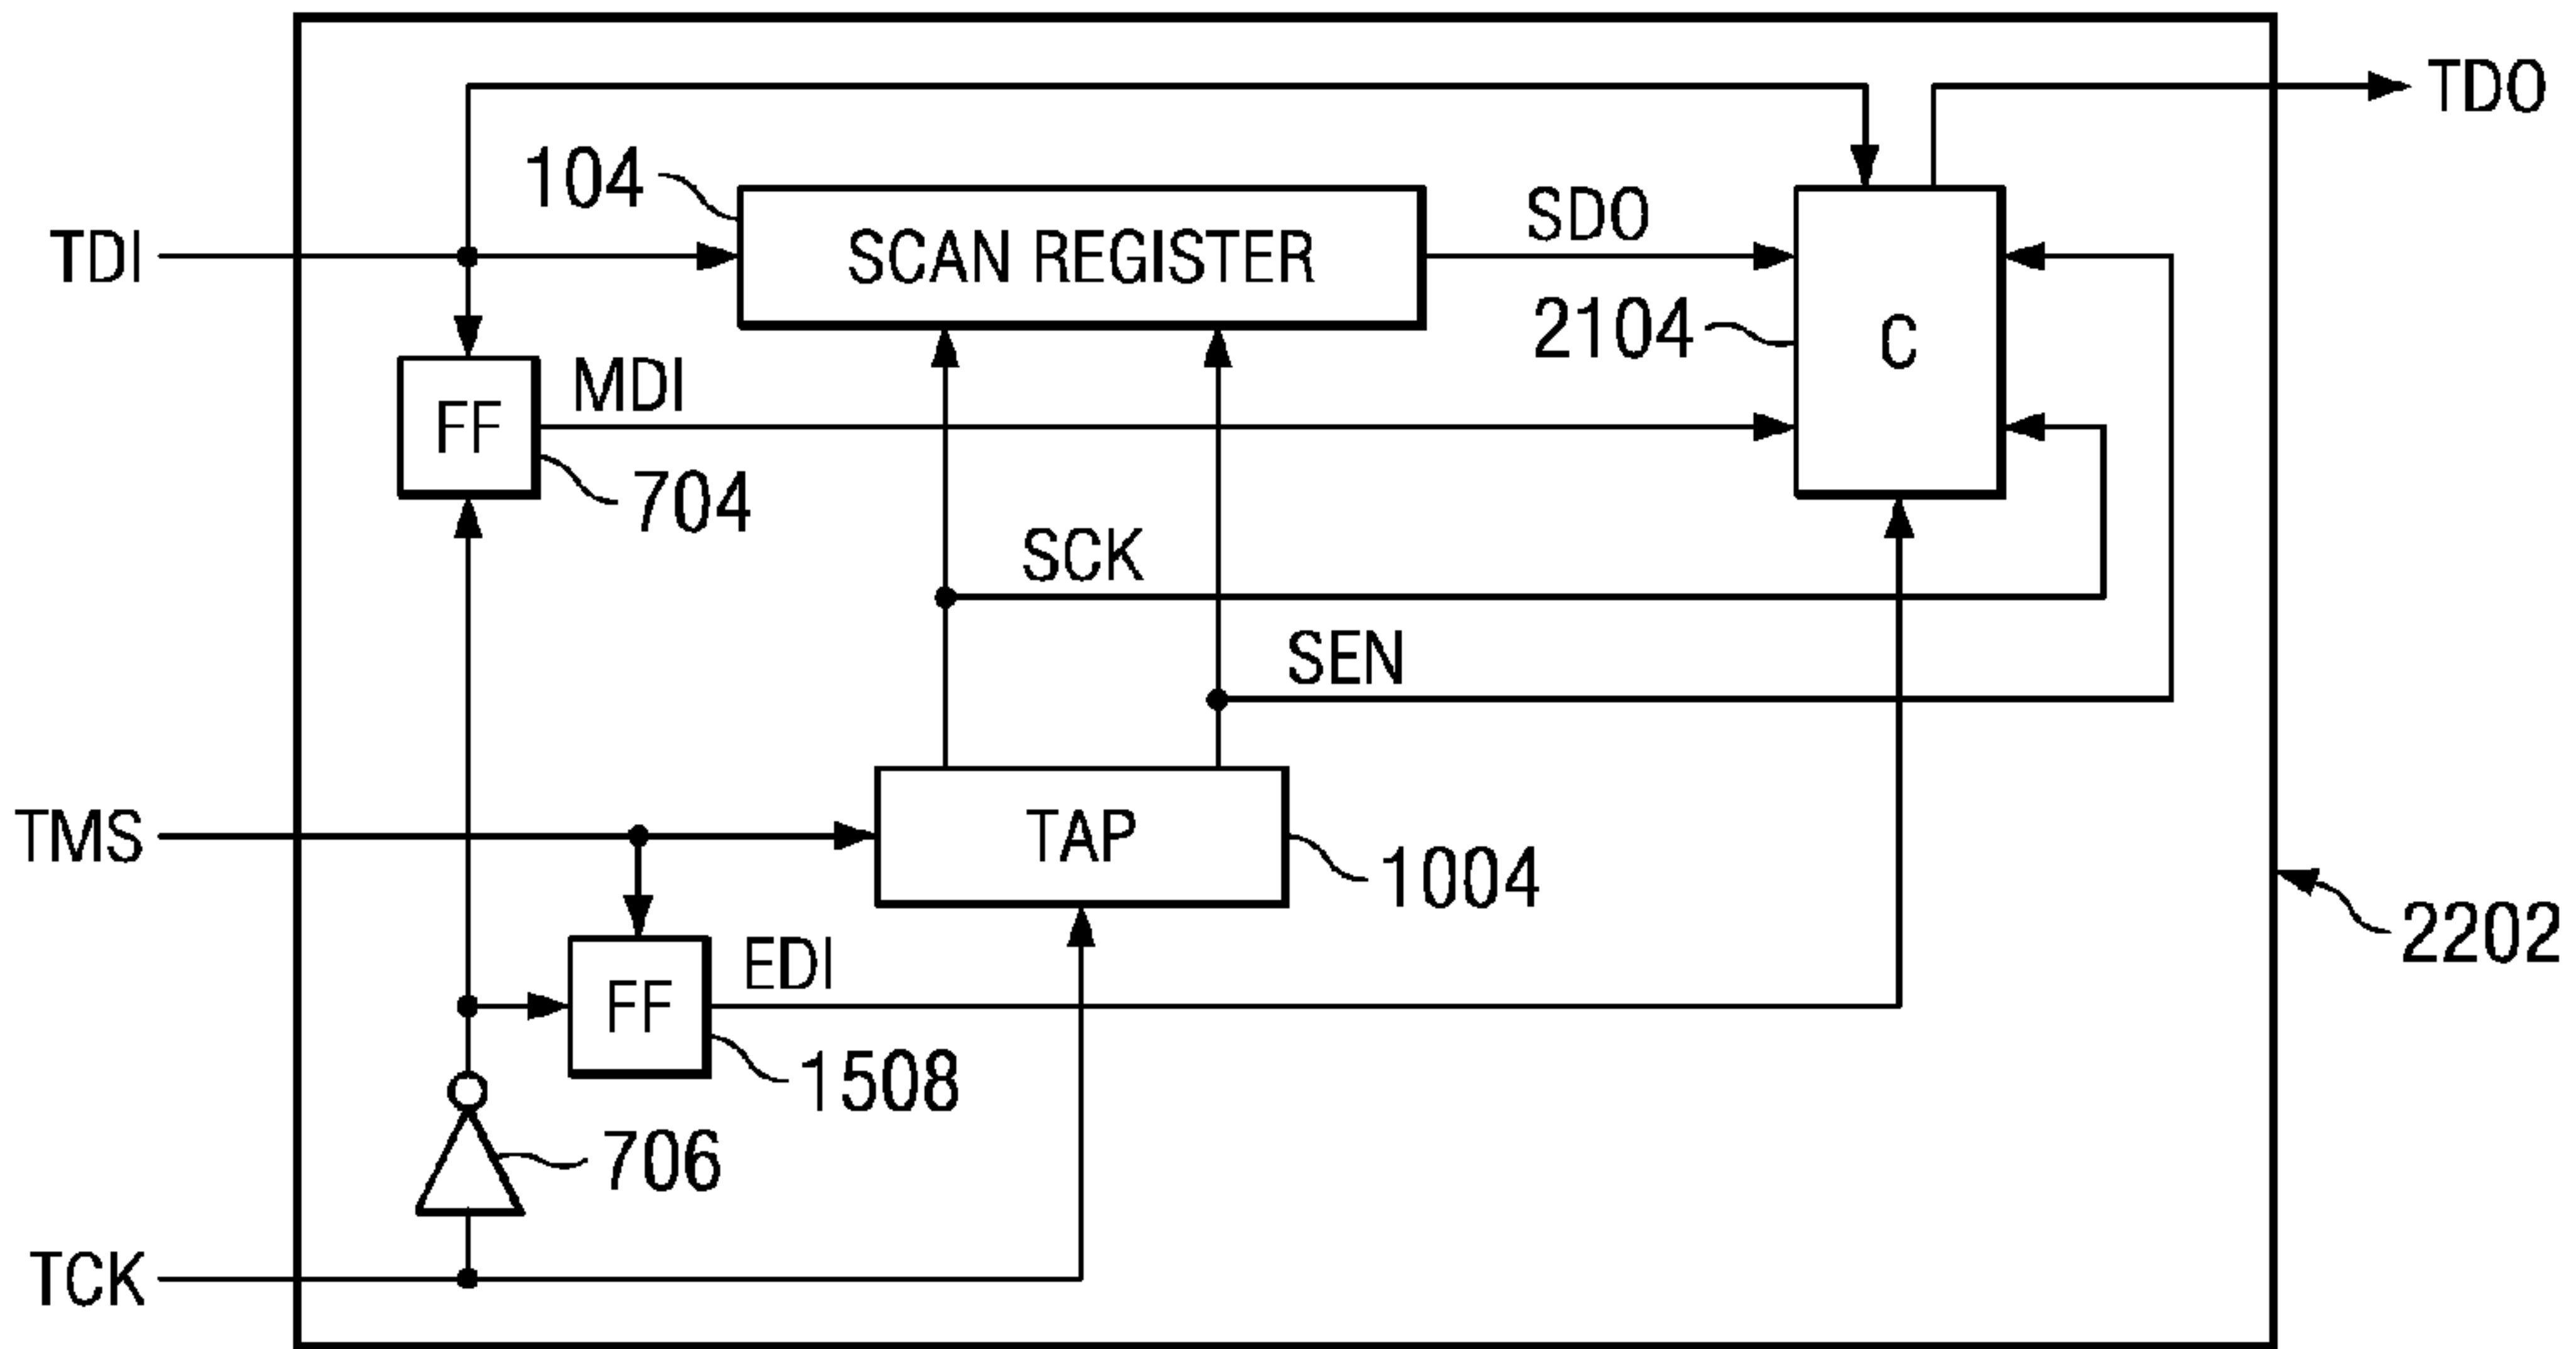 TDO
104
SCAN REGISTER
SDO
TDI
2104
C
MDI
FF
704
SCK
SEN
TMS
TAP
1004
2202
EDI
FF
1508
706
TCK